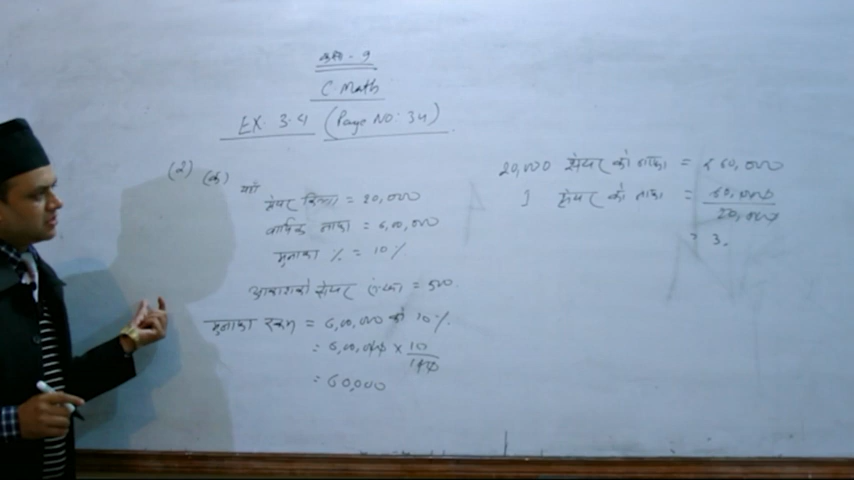 कक्षा - 9
C. Math
EX. 3.4 (Page NO: 34)
(2) (क) यहाँ
सेयर कित्ता = 20,000
वार्षिक नाफा = 6,00,000
मुनाफा % = 10%
आकाशको सेयर संख्या = 500.
मुनाफा रकम = 6,00,000 को 10%.
= 6,00,000 × 10/100
= 60,000
20,000 सेयर को नाफा = ₹ 60,000
1 सेयर को नाफा = 60,000/20,000
= 3.